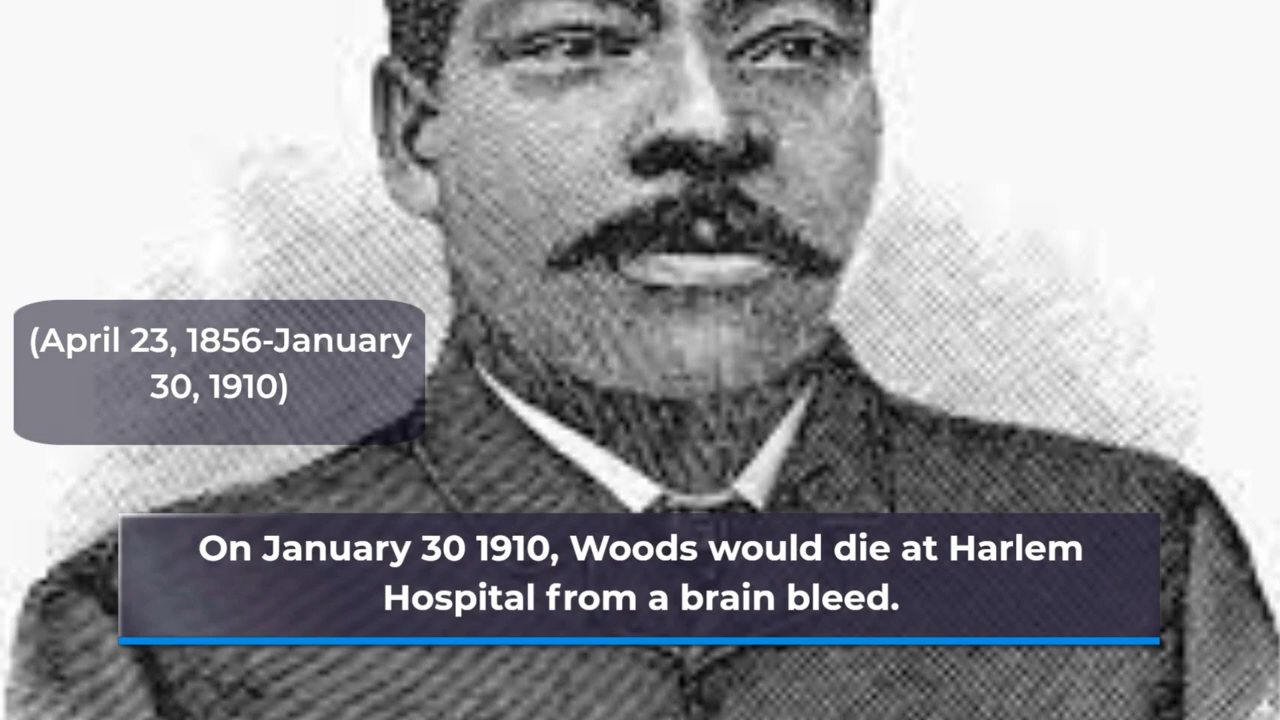 (April 23, 1856-January
30, 1910)
On January 30 1910, Woods would die at Harlem
Hospital from a brain bleed.